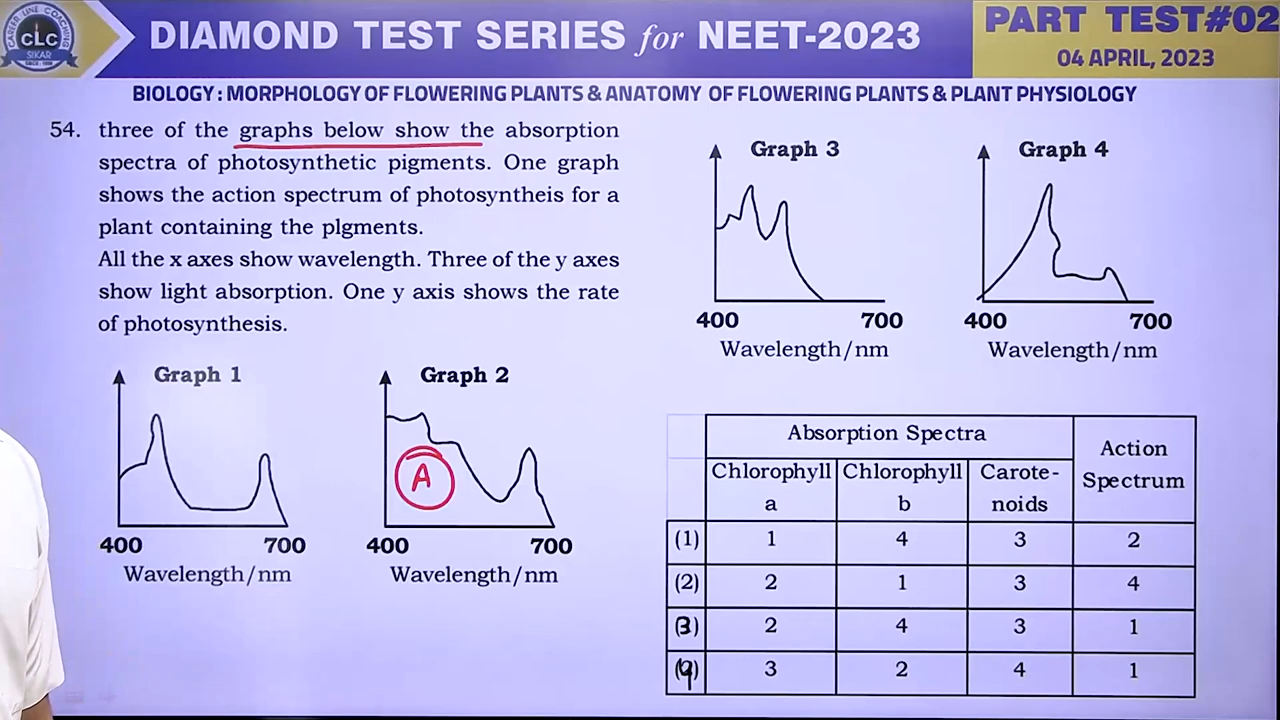 CAREER LINE COACHING
CLC
SIKAR
DIAMOND TEST SERIES for NEET-2023
PART TEST#02
04 APRIL, 2023
BIOLOGY : MORPHOLOGY OF FLOWERING PLANTS & ANATOMY OF FLOWERING PLANTS & PLANT PHYSIOLOGY
54. three of the graphs below show the absorption
spectra of photosynthetic pigments. One graph
shows the action spectrum of photosyntheis for a
plant containing the plgments.
All the x axes show wavelength. Three of the y axes
show light absorption. One y axis shows the rate
of photosynthesis.
Graph 1
400 700
Wavelength/nm
Graph 2
A
400 700
Wavelength/nm
Graph 3
400 700
Wavelength/nm
Graph 4
400 700
Wavelength/nm
Absorption Spectra
Action
Spectrum
Chlorophyll
a
Chlorophyll
b
Carote-
noids
(1) 1 4 3 2
(2) 2 1 3 4
(3) 2 4 3 1
(4) 3 2 4 1